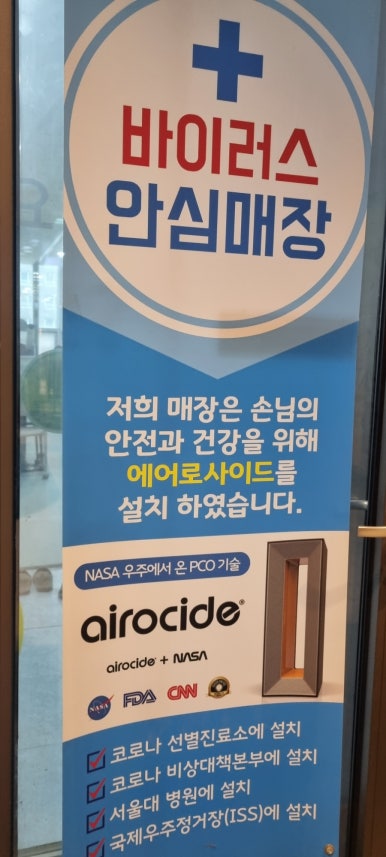 바이러스
안심매장
저희 매장은 손님의
안전과 건강을 위해
에어로사이드를
설치 하였습니다.
NASA 우주에서 온 PCO 기술
airocide®
airocide + NASA
NASA FDA CNN
코로나 선별진료소에 설치
코로나 비상대책본부에 설치
서울대 병원에 설치
국제우주정거장(ISS)에 설치